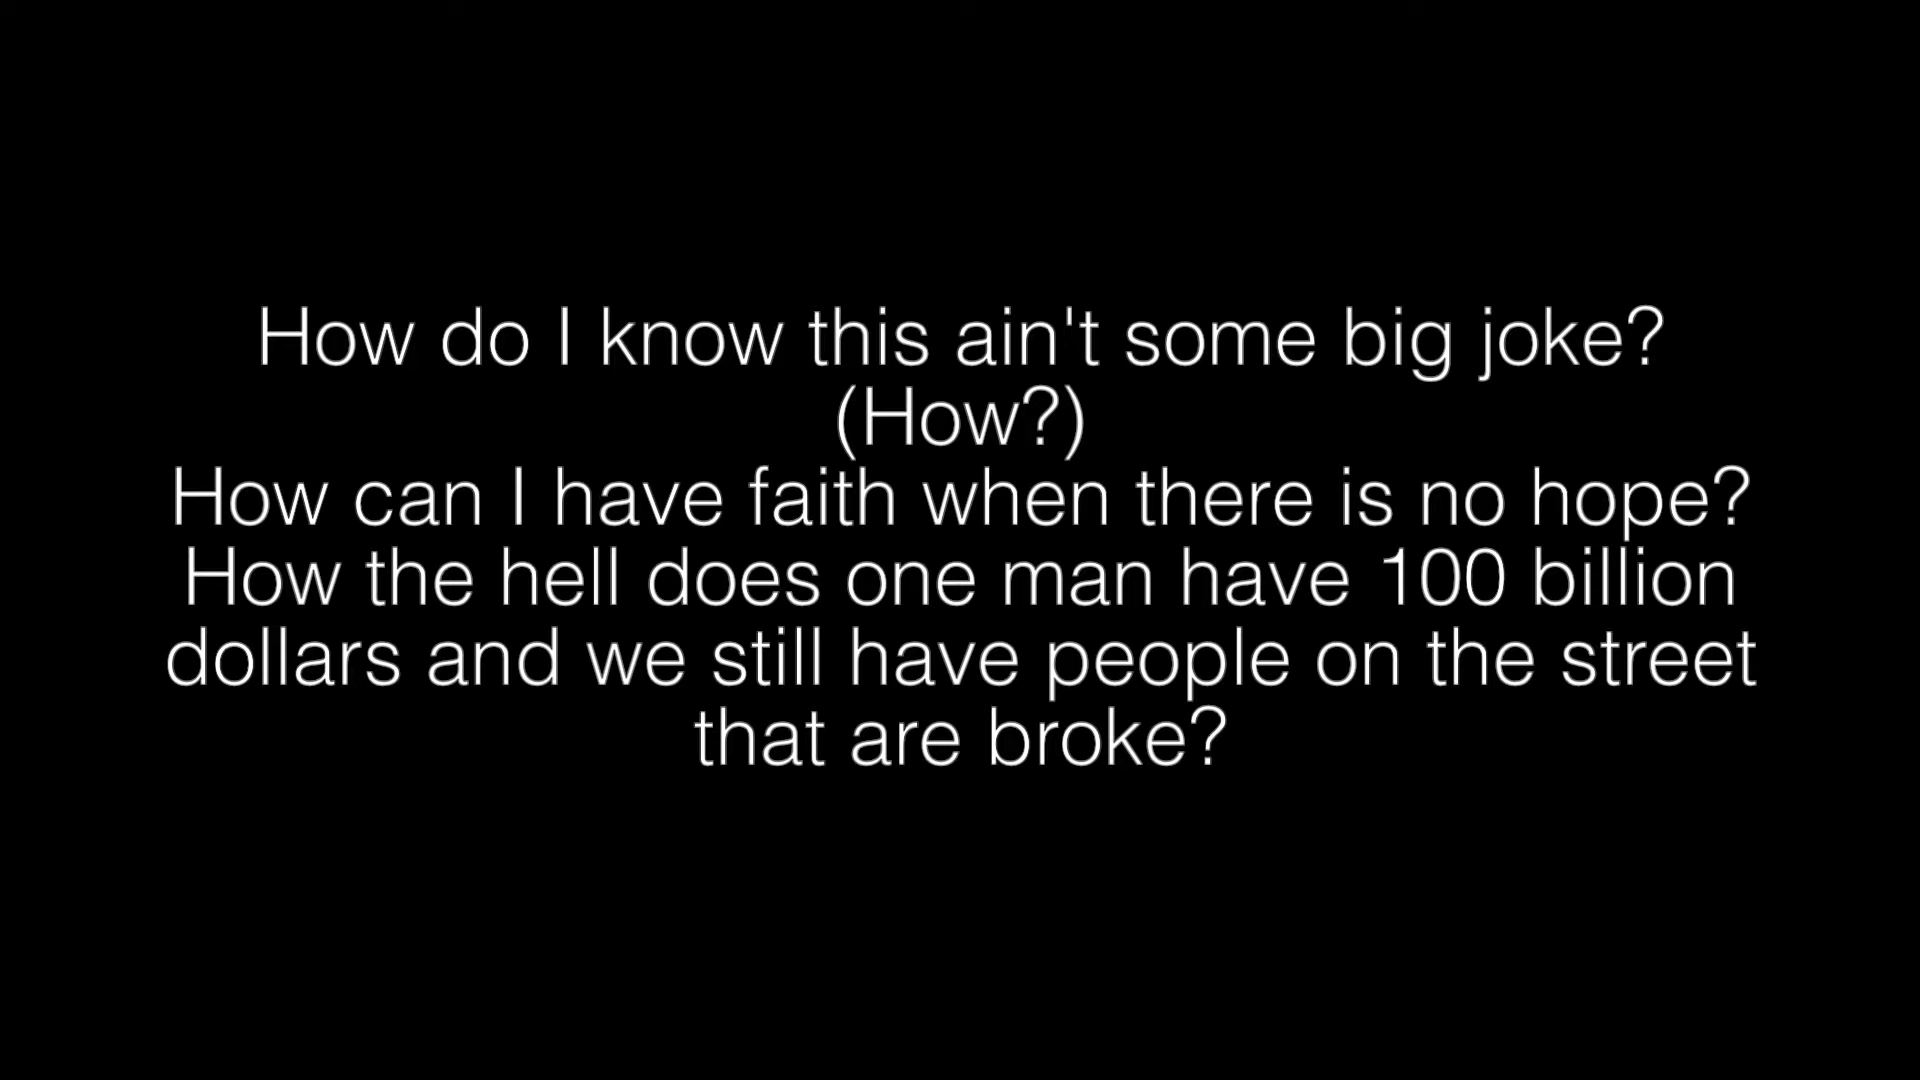 How do I know this ain't some big joke?
(How?)
How can I have faith when there is no hope?
How the hell does one man have 100 billion
dollars and we still have people on the street
that are broke?